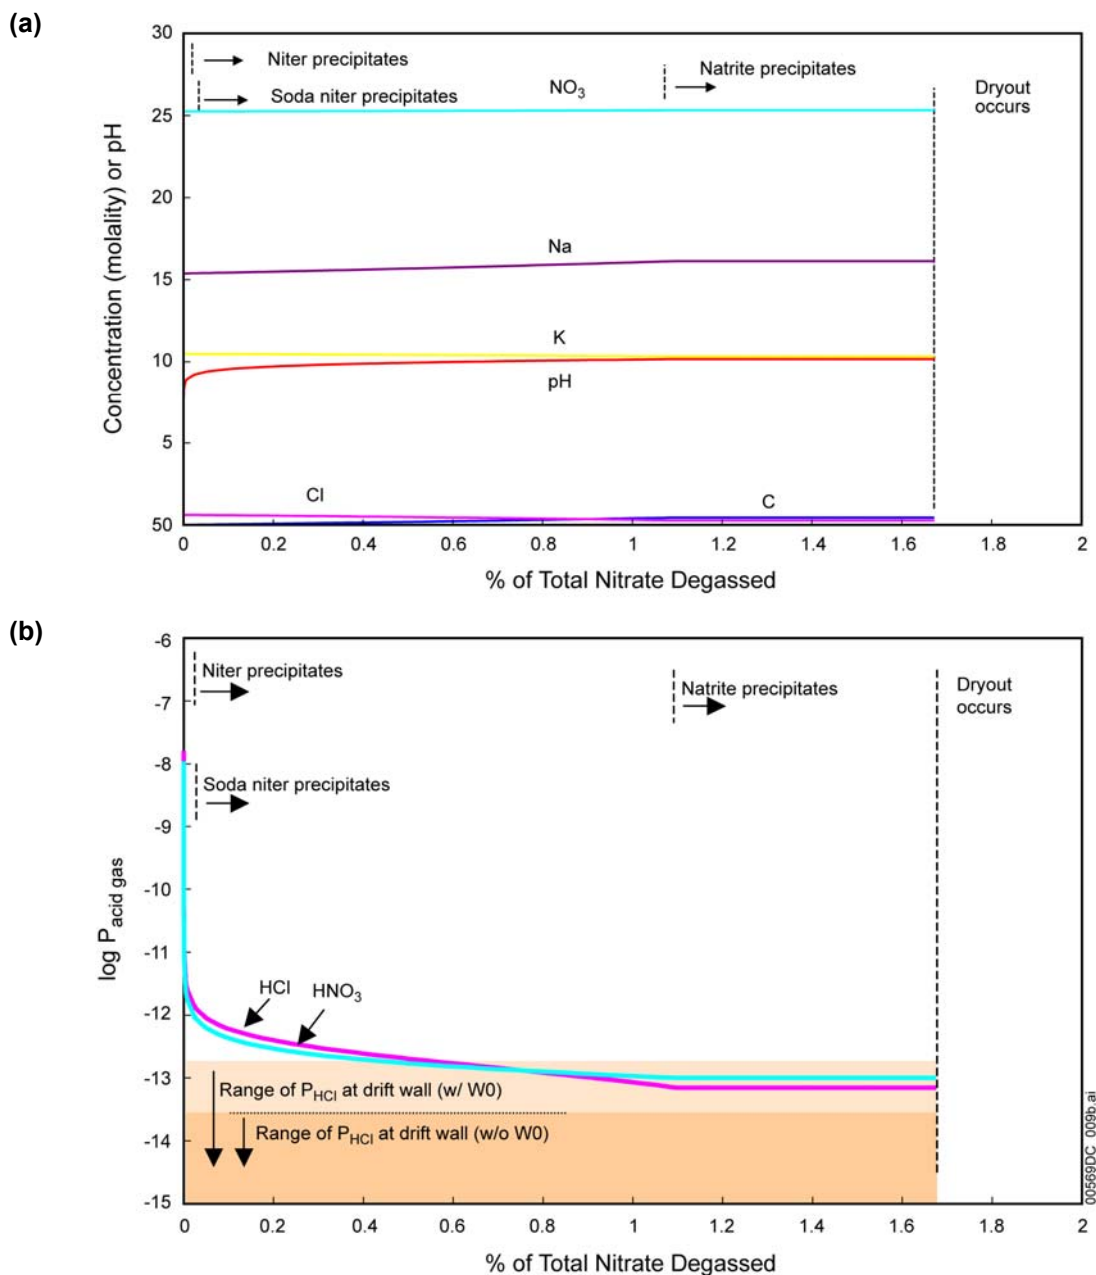 (a)
30
25
20
15
10
5
50
Concentration (molality) or pH
Niter precipitates
Soda niter precipitates
NO3
Natrite precipitates
Dryout
occurs
Na
K
pH
Cl
C
0 0.2 0.4 0.6 0.8 1 1.2 1.4 1.6 1.8 2
% of Total Nitrate Degassed
(b)
-6
-7
-8
-9
-10
-11
-12
-13
-14
-15
log Pacid gas
Niter precipitates
Natrite precipitates
Dryout
occurs
Soda niter precipitates
HCl
HNO3
Range of PHCl at drift wall (w/ W0)
Range of PHCl at drift wall (w/o W0)
0 0.2 0.4 0.6 0.8 1 1.2 1.4 1.6 1.8 2
% of Total Nitrate Degassed
00569DC_009b.ai